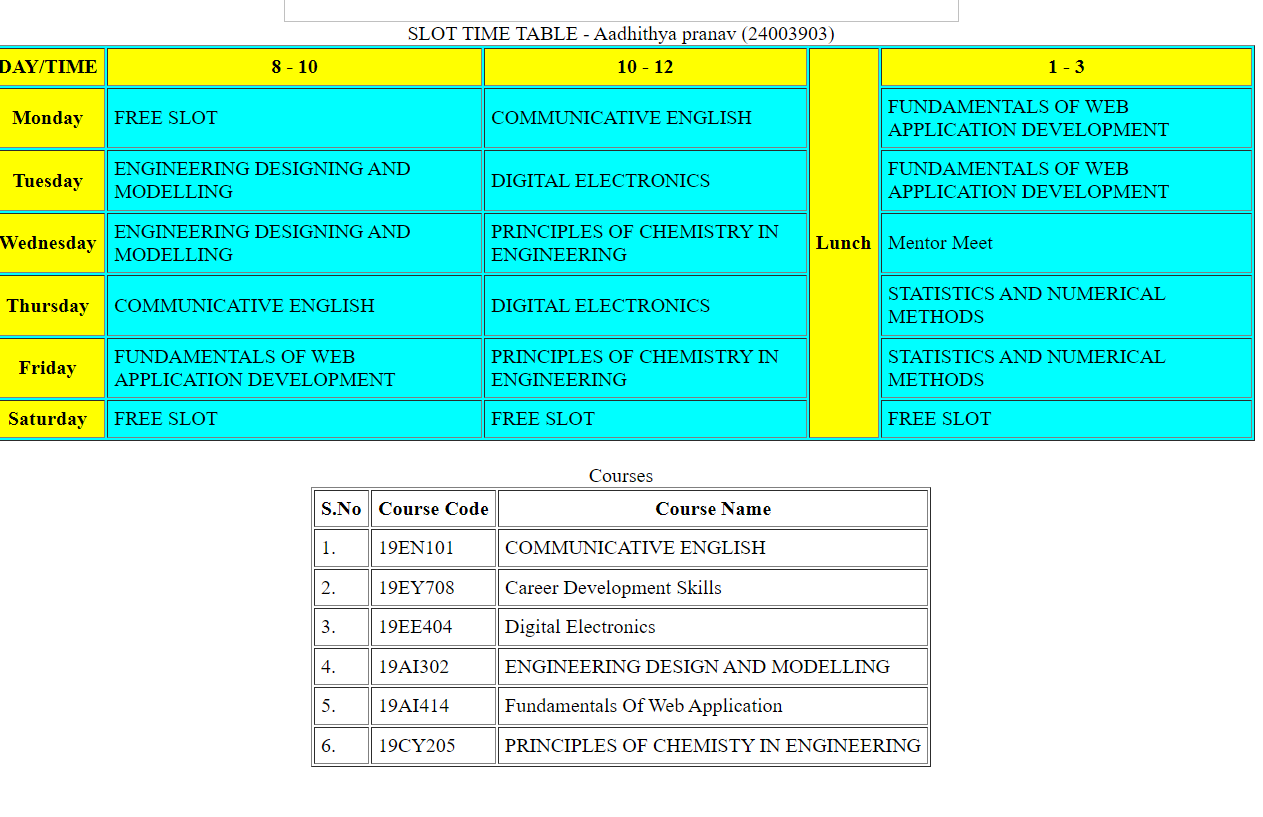 SLOT TIME TABLE - Aadhithya pranav (24003903)
DAY/TIME 8 - 10 10 - 12 1 - 3
Monday FREE SLOT COMMUNICATIVE ENGLISH FUNDAMENTALS OF WEB
APPLICATION DEVELOPMENT
Tuesday ENGINEERING DESIGNING AND
MODELLING DIGITAL ELECTRONICS FUNDAMENTALS OF WEB
APPLICATION DEVELOPMENT
Wednesday ENGINEERING DESIGNING AND
MODELLING PRINCIPLES OF CHEMISTRY IN
ENGINEERING Lunch Mentor Meet
Thursday COMMUNICATIVE ENGLISH DIGITAL ELECTRONICS STATISTICS AND NUMERICAL
METHODS
Friday FUNDAMENTALS OF WEB
APPLICATION DEVELOPMENT PRINCIPLES OF CHEMISTRY IN
ENGINEERING STATISTICS AND NUMERICAL
METHODS
Saturday FREE SLOT FREE SLOT FREE SLOT
Courses
S.No Course Code Course Name
1. 19EN101 COMMUNICATIVE ENGLISH
2. 19EY708 Career Development Skills
3. 19EE404 Digital Electronics
4. 19AI302 ENGINEERING DESIGN AND MODELLING
5. 19AI414 Fundamentals Of Web Application
6. 19CY205 PRINCIPLES OF CHEMISTY IN ENGINEERING